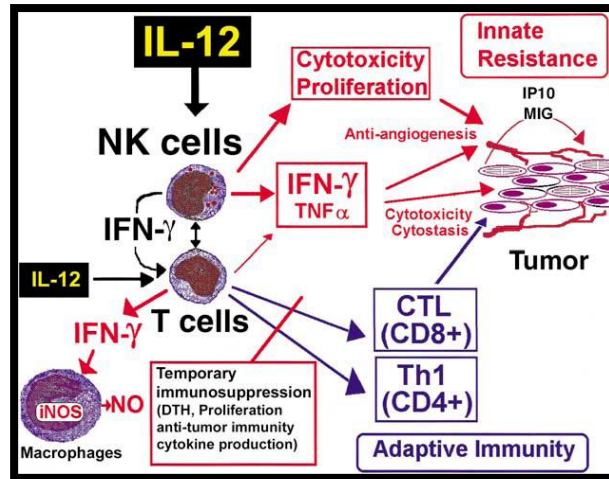 IL-12
Innate
Resistance
Cytotoxicity
Proliferation
IP10
MIG
NK cells
Anti-angiogenesis
IFN-γ
IFN-γ
TNFα
Cytotoxicity
Cytostasis
Tumor
IL-12
T cells
CTL
(CD8+)
IFN-γ
Th1
(CD4+)
iNOS
NO
Macrophages
Temporary
immunosuppression
(DTH, Proliferation
anti-tumor immunity
cytokine production)
Adaptive Immunity